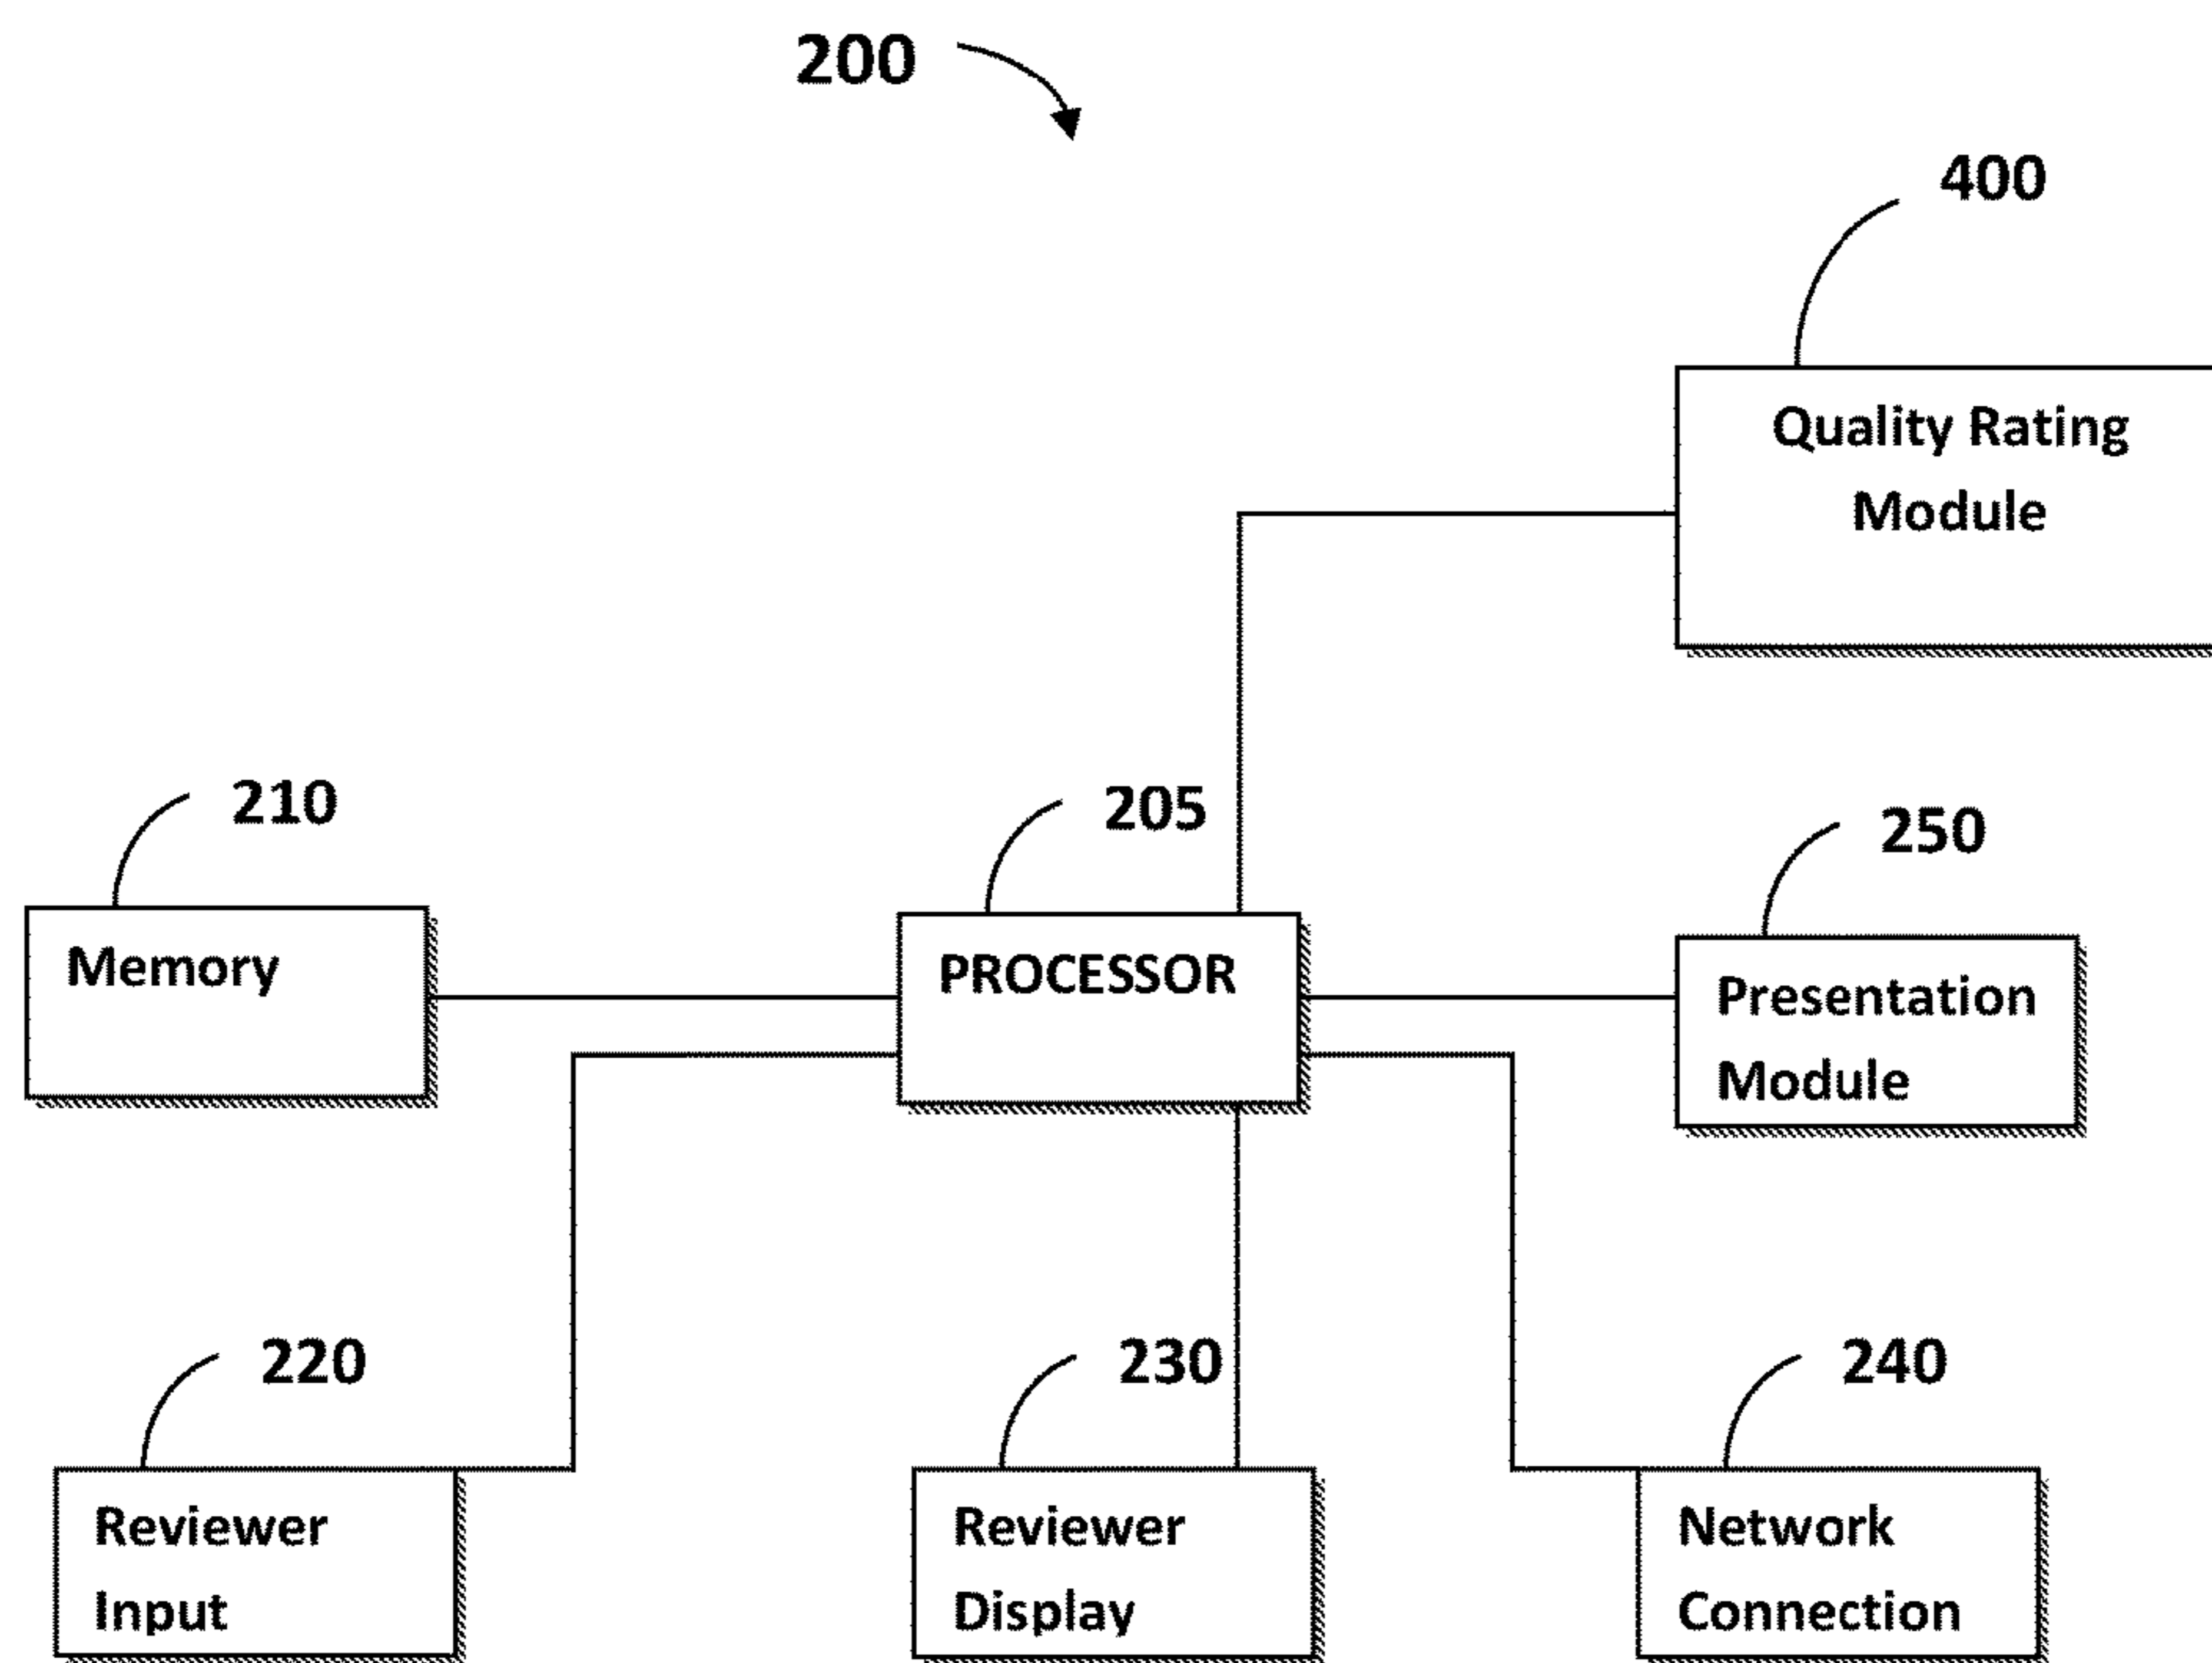 200
400
Quality Rating
Module
210
205
250
Memory
PROCESSOR
Presentation
Module
220
230
240
Reviewer
Input
Reviewer
Display
Network
Connection